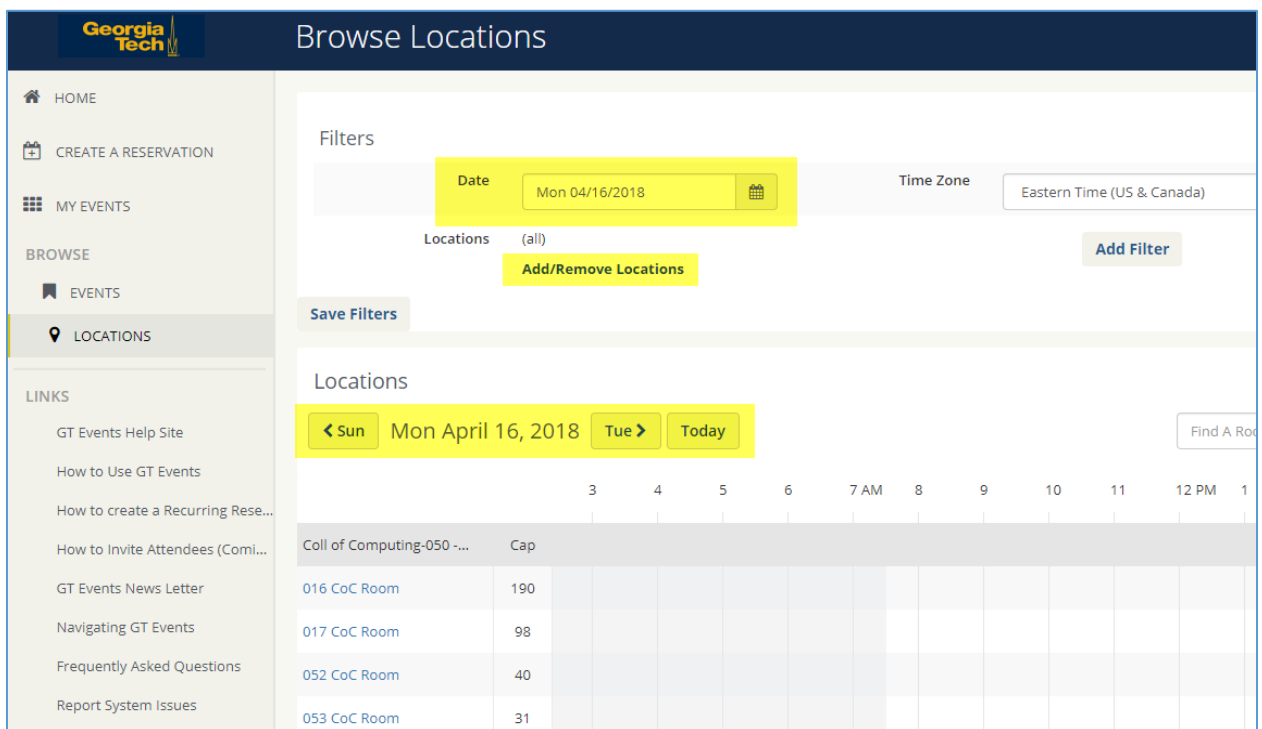 Georgia
Tech
Browse Locations
HOME
CREATE A RESERVATION
MY EVENTS
BROWSE
EVENTS
LOCATIONS
LINKS
GT Events Help Site
How to Use GT Events
How to create a Recurring Rese...
How to Invite Attendees (Comi...
GT Events News Letter
Navigating GT Events
Frequently Asked Questions
Report System Issues
Filters
Date Mon 04/16/2018 Time Zone Eastern Time (US & Canada)
Locations (all) Add Filter
Add/Remove Locations
Save Filters
Locations
Sun Mon April 16, 2018 Tue Today Find A Roo
3 4 5 6 7 AM 8 9 10 11 12 PM 1
Coll of Computing-050 -... Cap
016 CoC Room 190
017 CoC Room 98
052 CoC Room 40
053 CoC Room 31